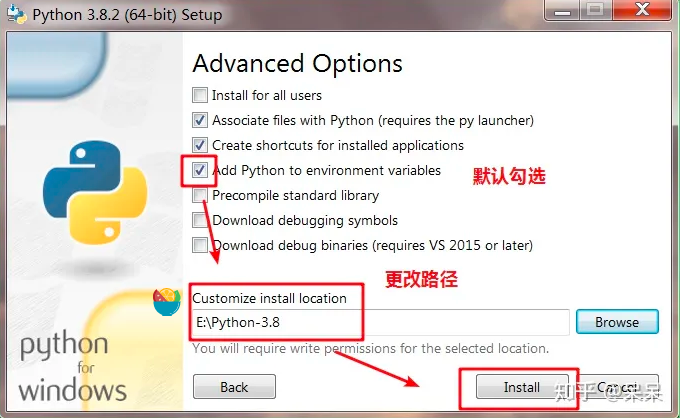 Python 3.8.2 (64-bit) Setup
Advanced Options
Install for all users
Associate files with Python (requires the py launcher)
Create shortcuts for installed applications
Add Python to environment variables
默认勾选
Precompile standard library
Download debugging symbols
Download debug binaries (requires VS 2015 or later)
更改路径
Customize install location
E:\Python-3.8
Browse
You will require write permissions for the selected location.
python
for
windows
Back
Install
Cancel
知乎 @呆呆